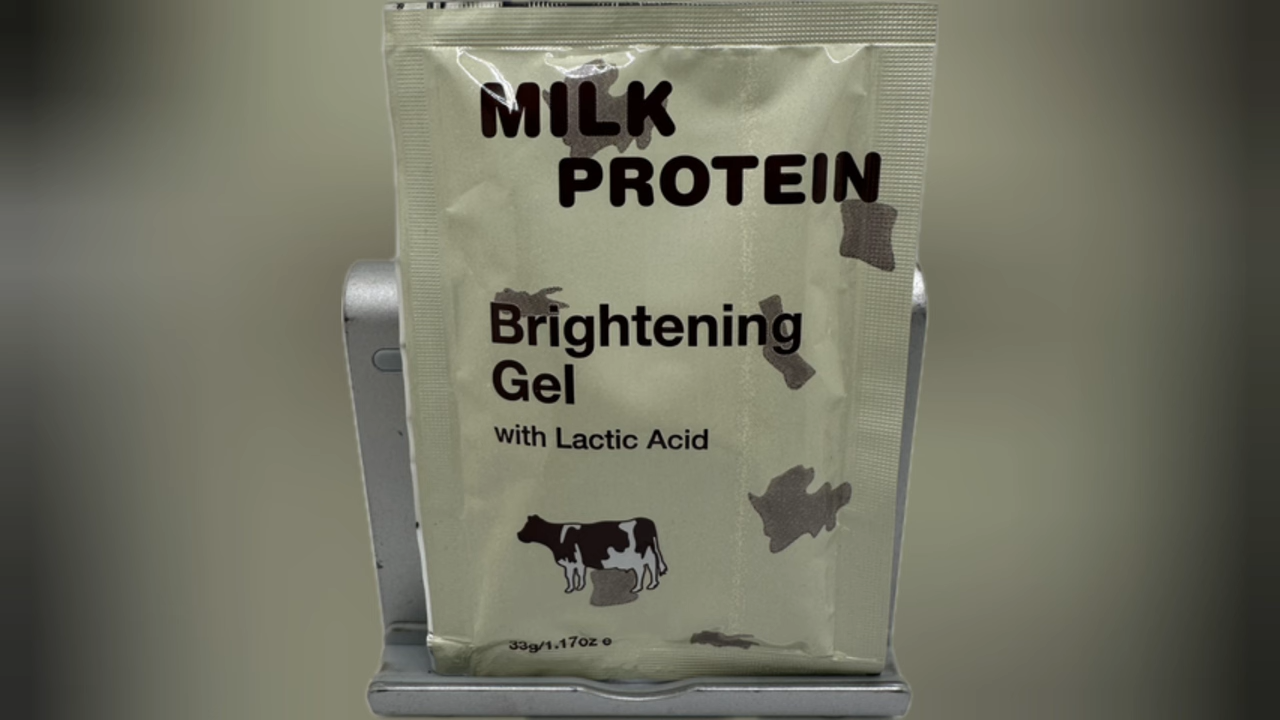 MILK
PROTEIN
Brightening
Gel
with Lactic Acid
33g/1.17oz e